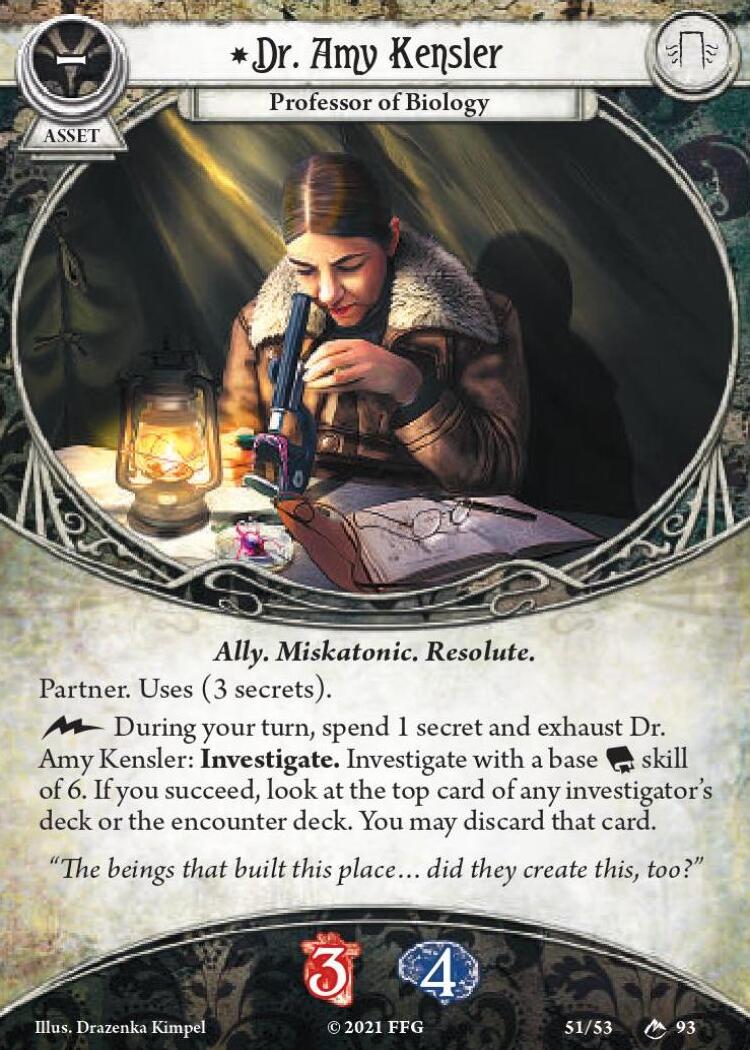 Dr. Amy Kensler
Professor of Biology
–
ASSET
Ally. Miskatonic. Resolute.
Partner. Uses (3 secrets).
During your turn, spend 1 secret and exhaust Dr.
Amy Kensler: Investigate. Investigate with a base skill
of 6. If you succeed, look at the top card of any investigator's
deck or the encounter deck. You may discard that card.
“The beings that built this place… did they create this, too?”
3
4
Illus. Drazenka Kimpel
© 2021 FFG
51/53
93